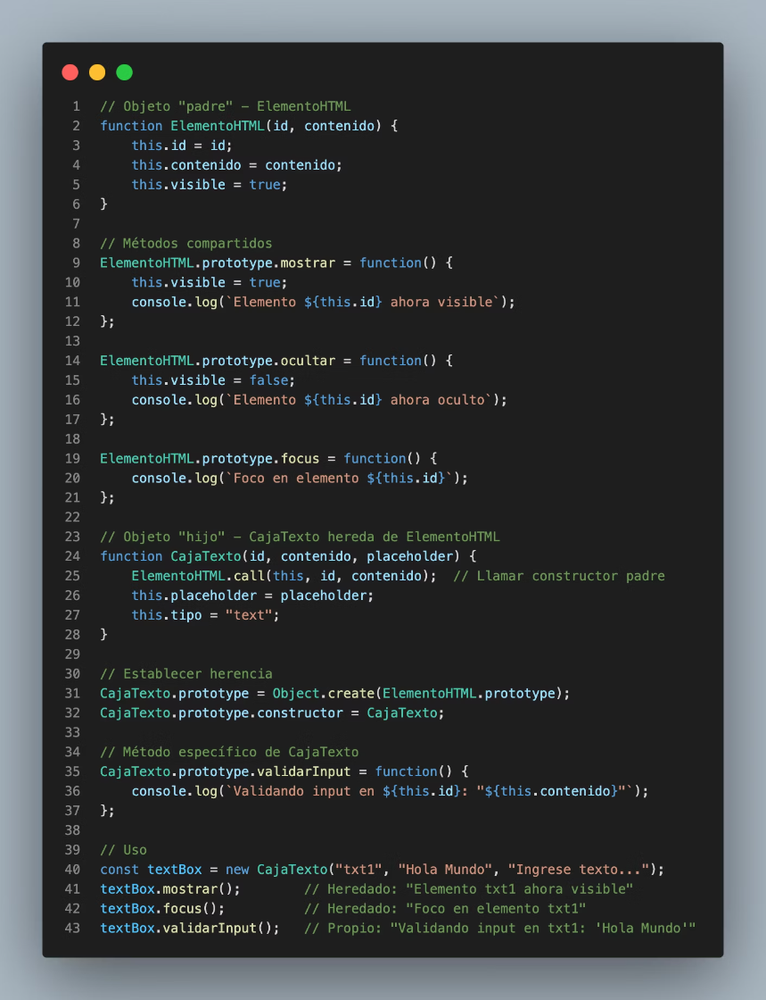 1 // Objeto "padre" - ElementoHTML
2 function ElementoHTML(id, contenido) {
3     this.id = id;
4     this.contenido = contenido;
5     this.visible = true;
6 }
7
8 // Métodos compartidos
9 ElementoHTML.prototype.mostrar = function() {
10     this.visible = true;
11     console.log(`Elemento ${this.id} ahora visible`);
12 };
13
14 ElementoHTML.prototype.ocultar = function() {
15     this.visible = false;
16     console.log(`Elemento ${this.id} ahora oculto`);
17 };
18
19 ElementoHTML.prototype.focus = function() {
20     console.log(`Foco en elemento ${this.id}`);
21 };
22
23 // Objeto "hijo" - CajaTexto hereda de ElementoHTML
24 function CajaTexto(id, contenido, placeholder) {
25     ElementoHTML.call(this, id, contenido);  // Llamar constructor padre
26     this.placeholder = placeholder;
27     this.tipo = "text";
28 }
29
30 // Establecer herencia
31 CajaTexto.prototype = Object.create(ElementoHTML.prototype);
32 CajaTexto.prototype.constructor = CajaTexto;
33
34 // Método específico de CajaTexto
35 CajaTexto.prototype.validarInput = function() {
36     console.log(`Validando input en ${this.id}: "${this.contenido}"`);
37 };
38
39 // Uso
40 const textBox = new CajaTexto("txt1", "Hola Mundo", "Ingrese texto...");
41 textBox.mostrar();        // Heredado: "Elemento txt1 ahora visible"
42 textBox.focus();          // Heredado: "Foco en elemento txt1"
43 textBox.validarInput();   // Propio: "Validando input en txt1: 'Hola Mundo'"